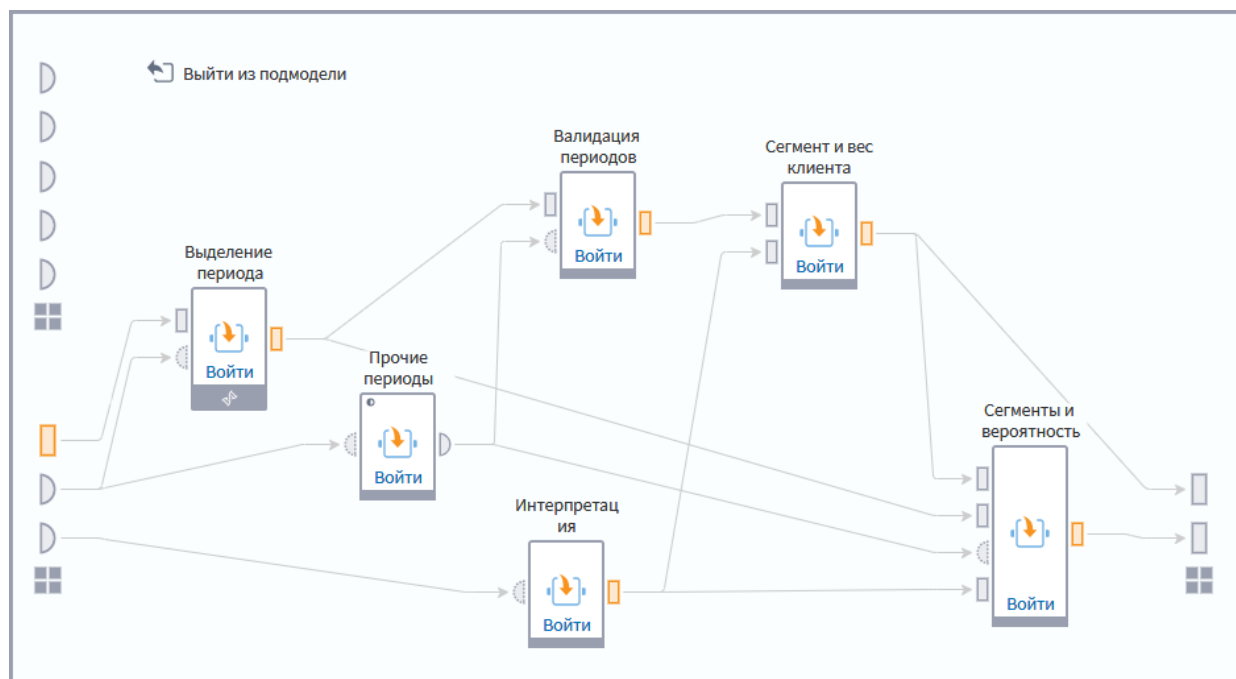 Выйти из подмодели
Валидация
периодов
Войти
Сегмент и вес
клиента
Войти
Выделение
периода
Войти
Прочие
периоды
Войти
Сегменты и
вероятность
Войти
Интерпретац
ия
Войти